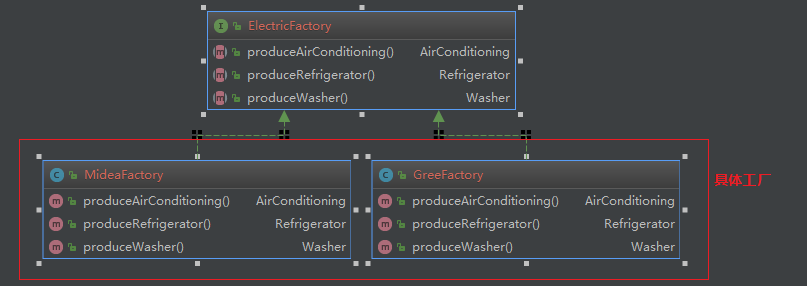 I ElectricFactory
m produceAirConditioning() AirConditioning
m produceRefrigerator() Refrigerator
m produceWasher() Washer
C MideaFactory
m produceAirConditioning() AirConditioning
m produceRefrigerator() Refrigerator
m produceWasher() Washer
C GreeFactory
m produceAirConditioning() AirConditioning
m produceRefrigerator() Refrigerator
m produceWasher() Washer
具体工厂